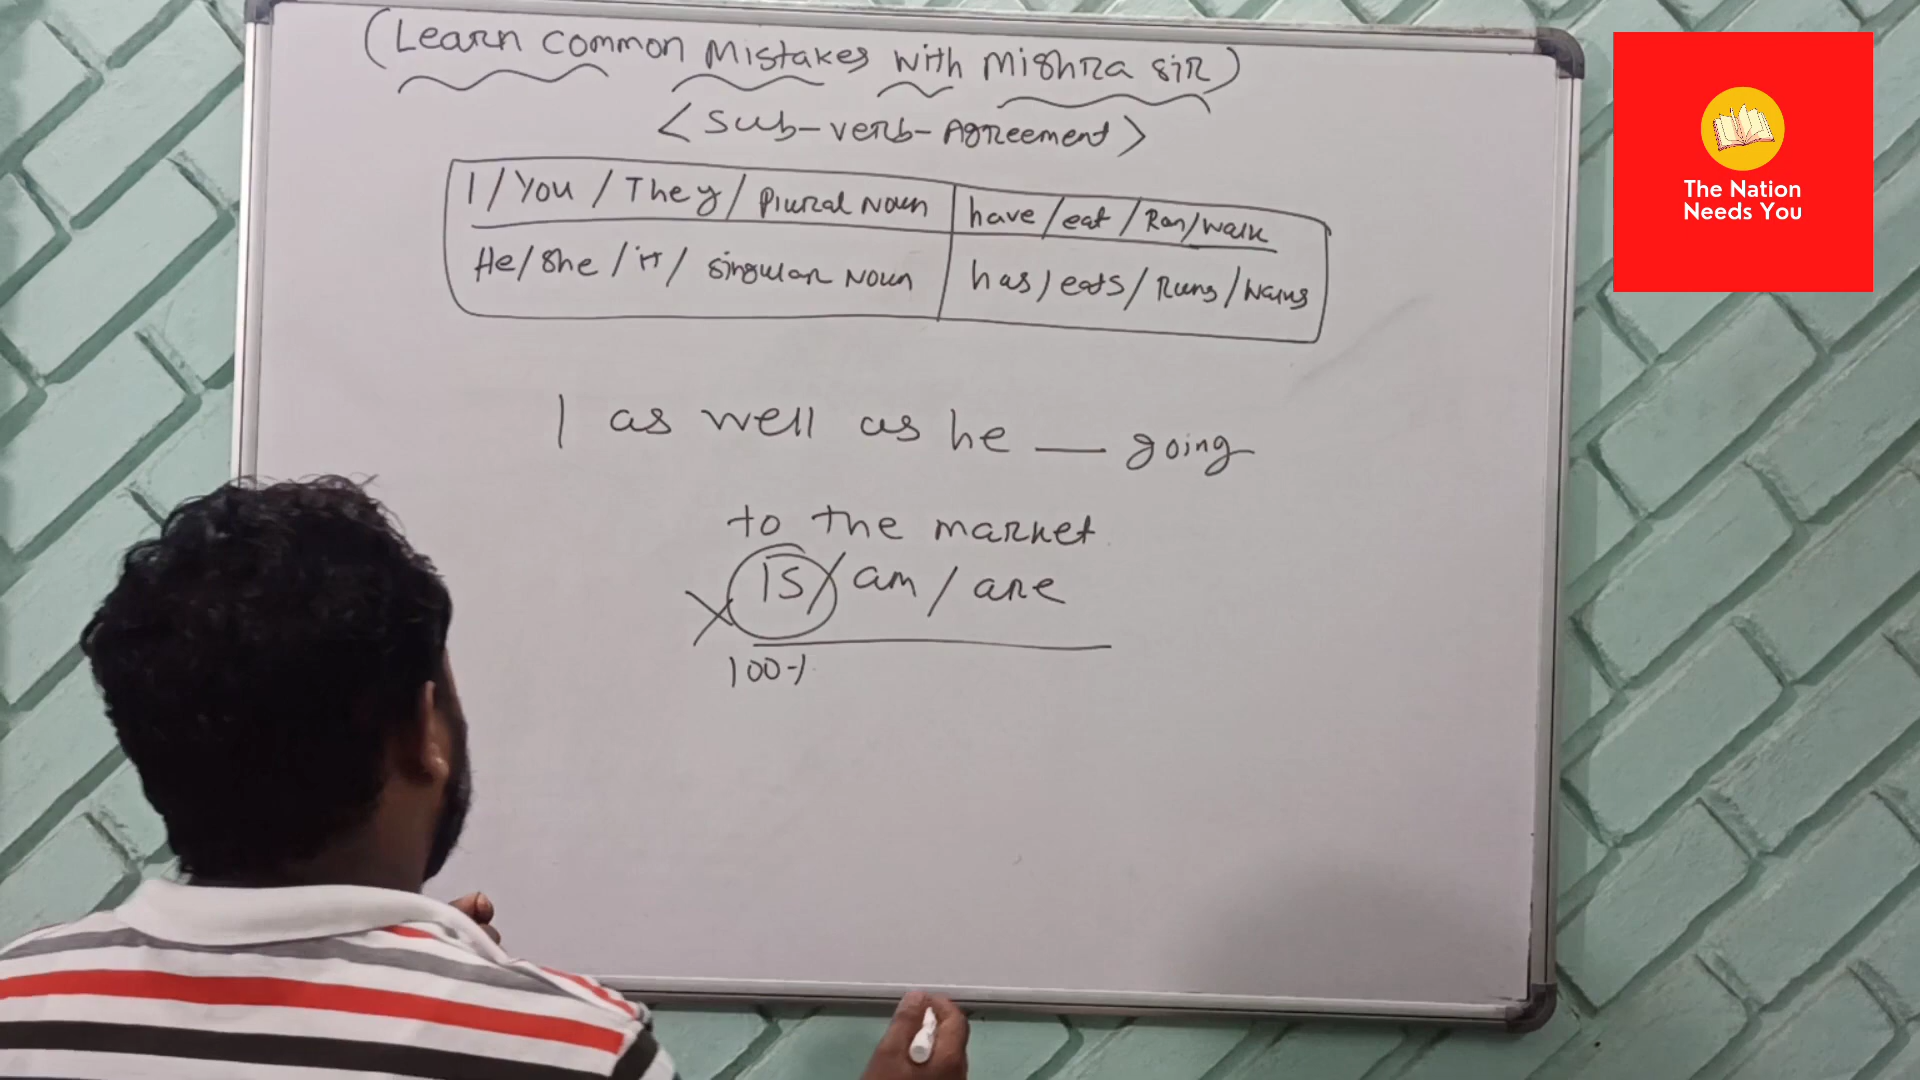 (Learn common Mistakes with Mishra sir)
<Sub-verb-Agreement>
I/You/They/Plural Noun have/eat/Run/walk
He/she/it/singular Noun has/eats/Runs/walks
I as well as he __ going
to the market
X is/am/are
100%
The Nation
Needs You